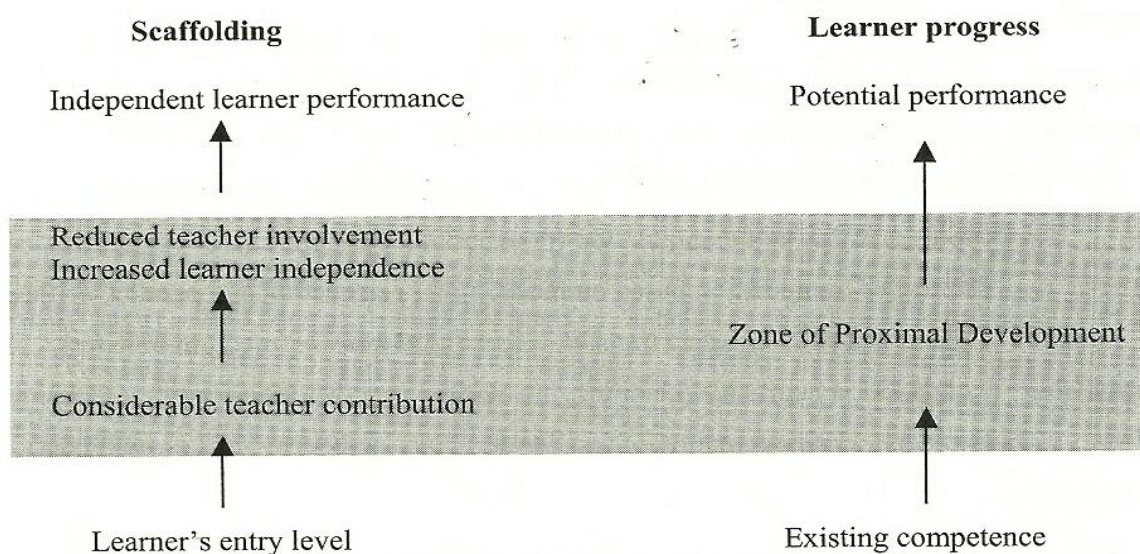 Scaffolding
Independent learner performance
Reduced teacher involvement
Increased learner independence
Considerable teacher contribution
Learner’s entry level
Learner progress
Potential performance
Zone of Proximal Development
Existing competence